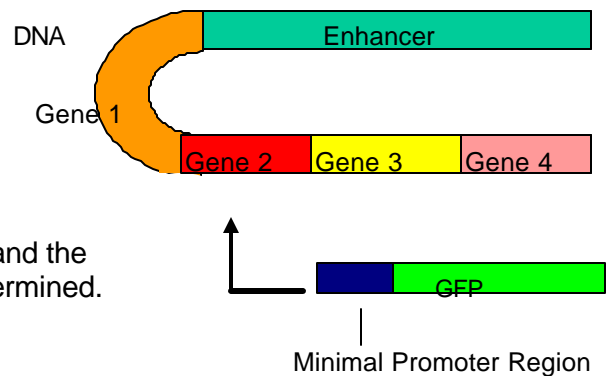 DNA Enhancer
Gene 1
Gene 2 Gene 3 Gene 4
and the
ermined.
GFP
Minimal Promoter Region